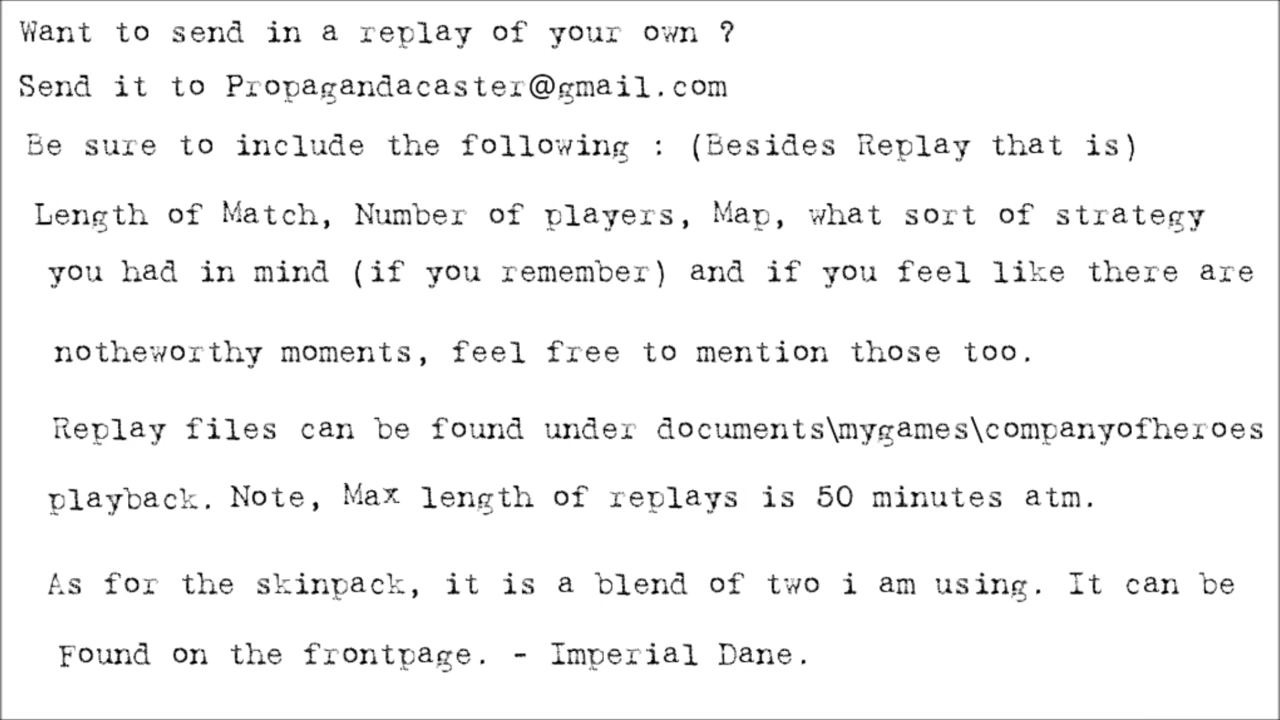 Want to send in a replay of your own ?
Send it to Propagandacaster@gmail.com
Be sure to include the following : (Besides Replay that is)
Length of Match, Number of players, Map, what sort of strategy
you had in mind (if you remember) and if you feel like there are
notheworthy moments, feel free to mention those too.
Replay files can be found under documents\mygames\companyofheroes
playback. Note, Max length of replays is 50 minutes atm.
As for the skinpack, it is a blend of two i am using. It can be
Found on the frontpage. - Imperial Dane.